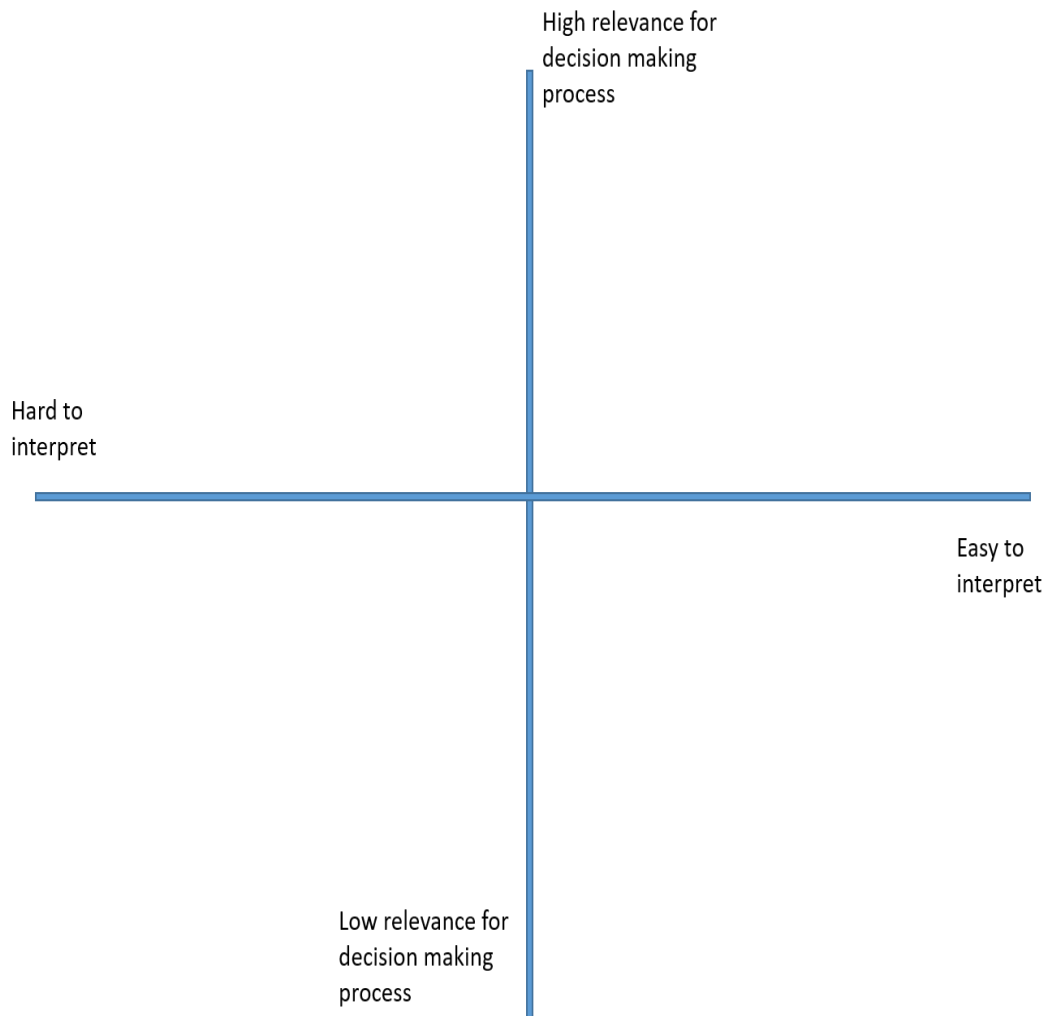 High relevance for
decision making
process
Hard to
interpret
Easy to
interpret
Low relevance for
decision making
process